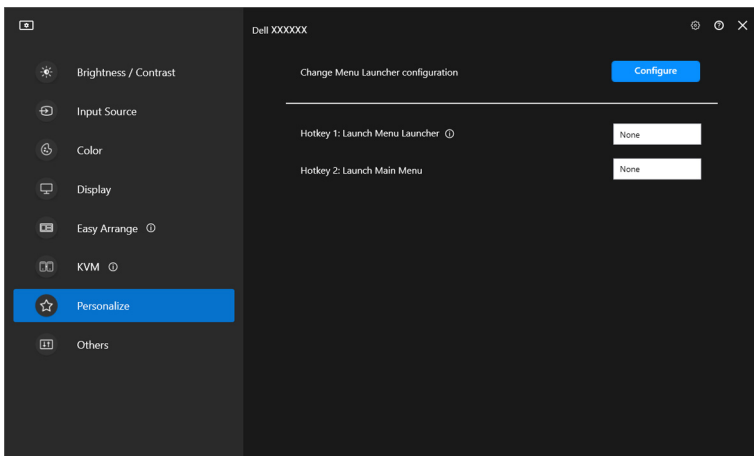 Dell XXXXXX
Brightness / Contrast
Input Source
Color
Display
Easy Arrange
KVM
Personalize
Others
Change Menu Launcher configuration
Configure
Hotkey 1: Launch Menu Launcher
None
Hotkey 2: Launch Main Menu
None